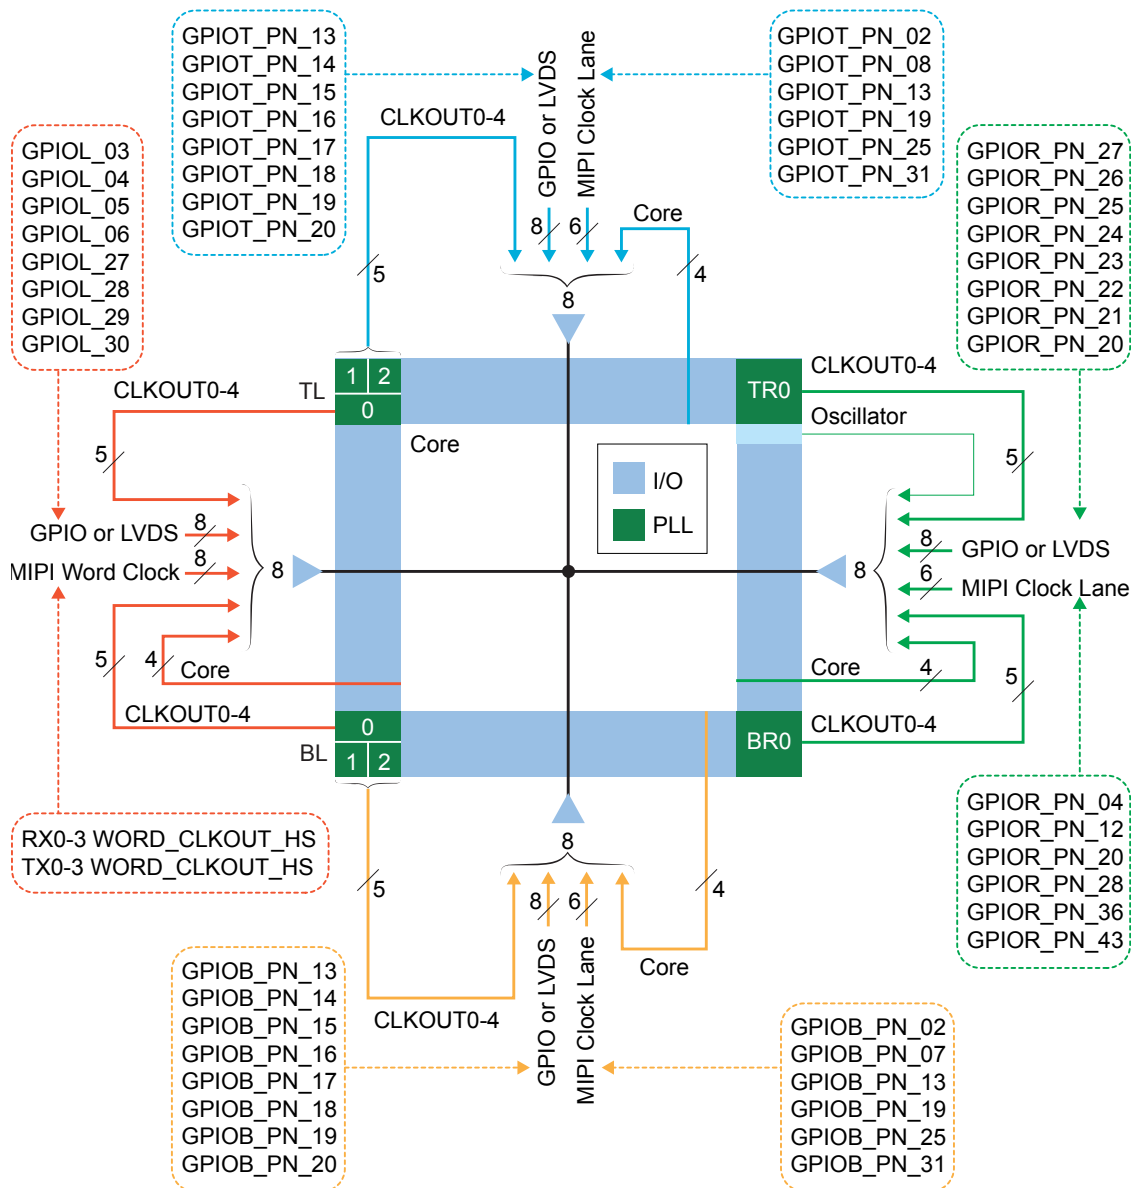 GPIOT_PN_13
GPIOT_PN_14
GPIOT_PN_15
GPIOT_PN_16
GPIOT_PN_17
GPIOT_PN_18
GPIOT_PN_19
GPIOT_PN_20
GPIO or LVDS
MIPI Clock Lane
GPIOT_PN_02
GPIOT_PN_08
GPIOT_PN_13
GPIOT_PN_19
GPIOT_PN_25
GPIOT_PN_31
CLKOUT0-4
5
8
6
Core
4
8
GPIOL_03
GPIOL_04
GPIOL_05
GPIOL_06
GPIOL_27
GPIOL_28
GPIOL_29
GPIOL_30
GPIOR_PN_27
GPIOR_PN_26
GPIOR_PN_25
GPIOR_PN_24
GPIOR_PN_23
GPIOR_PN_22
GPIOR_PN_21
GPIOR_PN_20
CLKOUT0-4
TL
1
2
0
TR0
CLKOUT0-4
Oscillator
Core
I/O
PLL
5
5
GPIO or LVDS
8
MIPI Word Clock
8
8
8
8
GPIO or LVDS
6
MIPI Clock Lane
5
4
Core
CLKOUT0-4
Core
4
5
CLKOUT0-4
0
BL
1
2
BR0
RX0-3 WORD_CLKOUT_HS
TX0-3 WORD_CLKOUT_HS
GPIOR_PN_04
GPIOR_PN_12
GPIOR_PN_20
GPIOR_PN_28
GPIOR_PN_36
GPIOR_PN_43
8
5
8
6
4
Core
CLKOUT0-4
GPIO or LVDS
MIPI Clock Lane
GPIOB_PN_13
GPIOB_PN_14
GPIOB_PN_15
GPIOB_PN_16
GPIOB_PN_17
GPIOB_PN_18
GPIOB_PN_19
GPIOB_PN_20
GPIOB_PN_02
GPIOB_PN_07
GPIOB_PN_13
GPIOB_PN_19
GPIOB_PN_25
GPIOB_PN_31